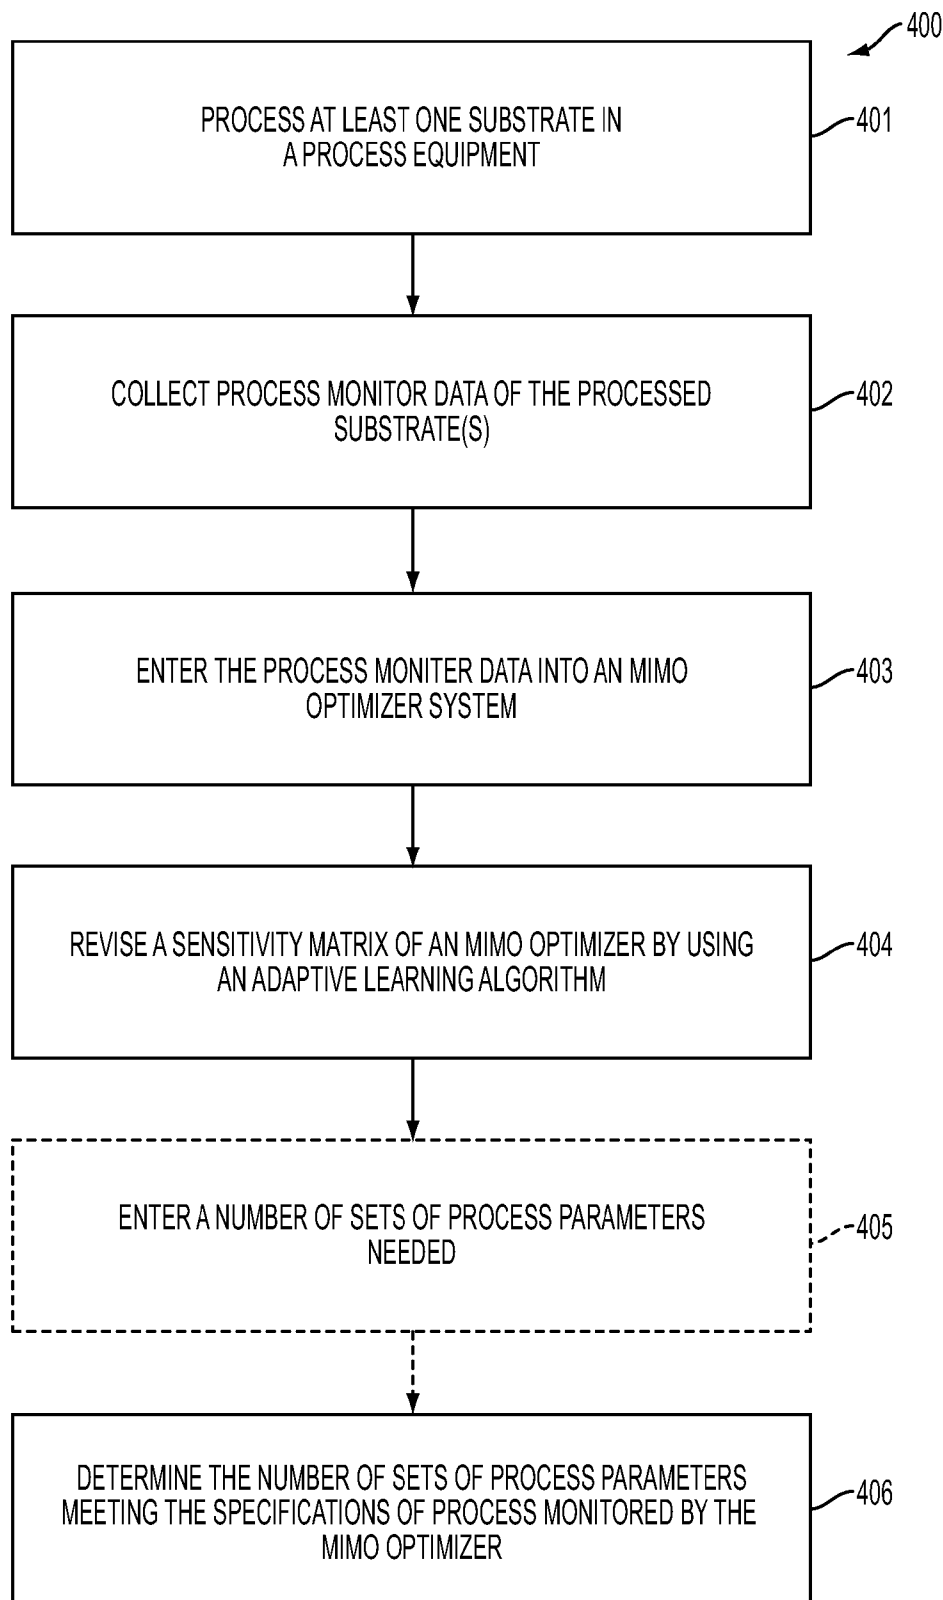 400
PROCESS AT LEAST ONE SUBSTRATE IN
A PROCESS EQUIPMENT
401
COLLECT PROCESS MONITOR DATA OF THE PROCESSED
SUBSTRATE(S)
402
ENTER THE PROCESS MONITER DATA INTO AN MIMO
OPTIMIZER SYSTEM
403
REVISE A SENSITIVITY MATRIX OF AN MIMO OPTIMIZER BY USING
AN ADAPTIVE LEARNING ALGORITHM
404
ENTER A NUMBER OF SETS OF PROCESS PARAMETERS
NEEDED
405
DETERMINE THE NUMBER OF SETS OF PROCESS PARAMETERS
MEETING THE SPECIFICATIONS OF PROCESS MONITORED BY THE
MIMO OPTIMIZER
406